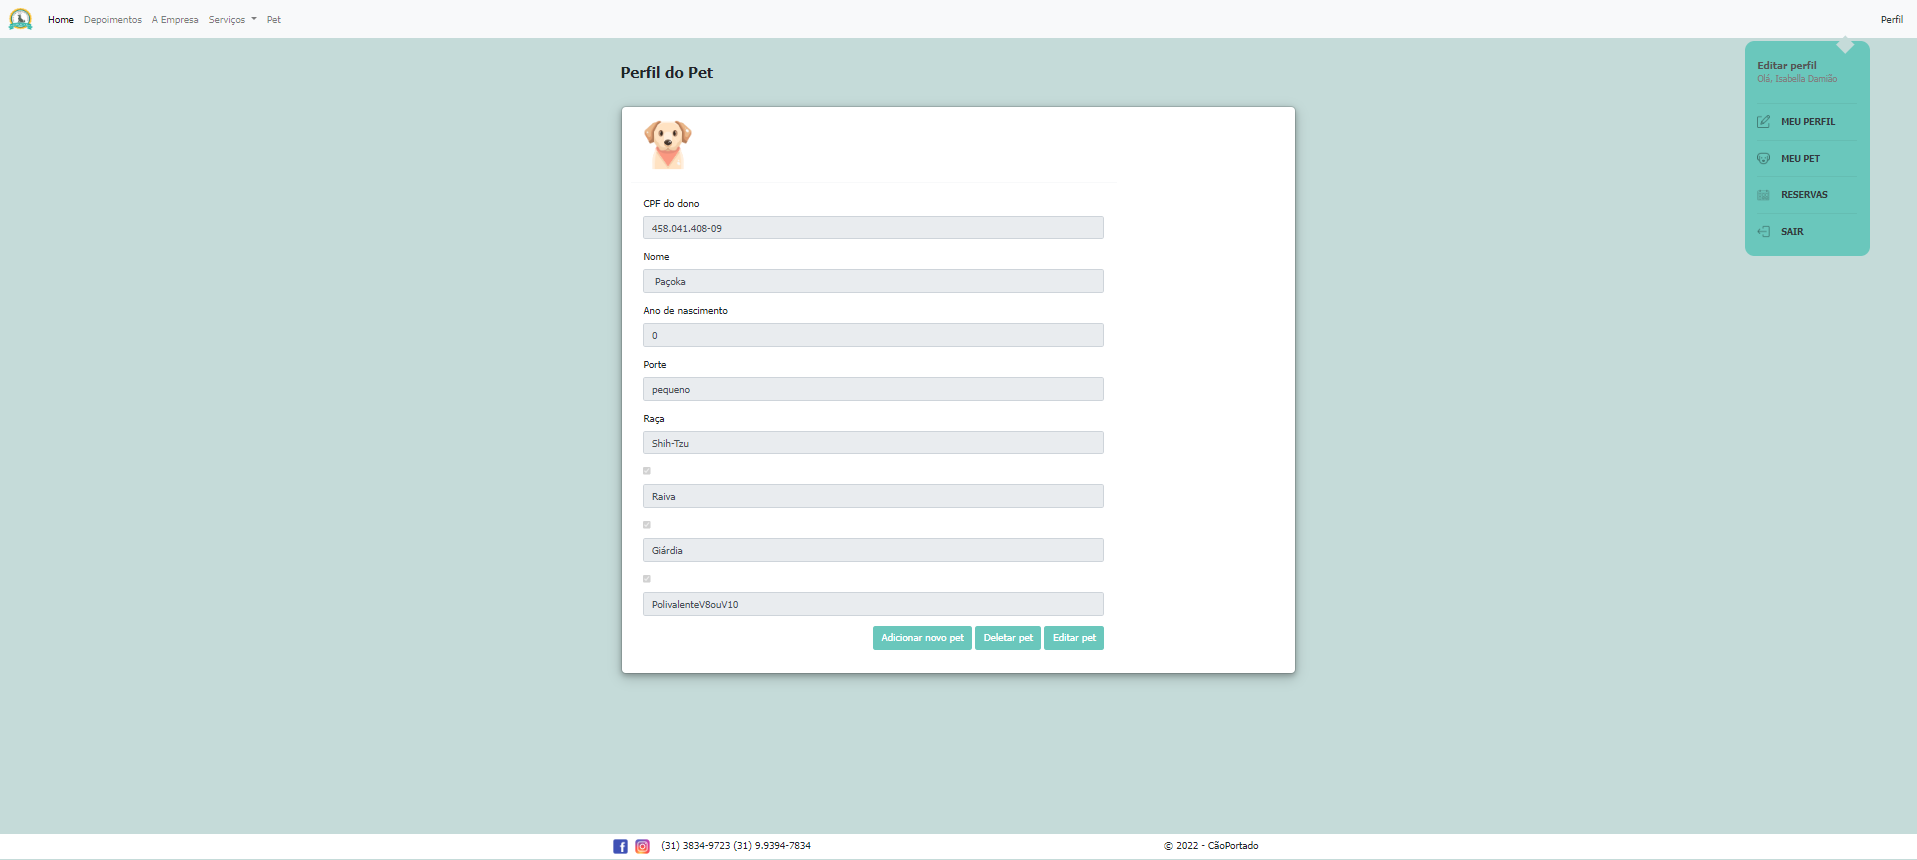 Home Depoimentos A Empresa Serviços Pet Perfil
Perfil do Pet
Editar perfil
Olá, Isabella Damião
MEU PERFIL
MEU PET
RESERVAS
SAIR
CPF do dono
458.041.408-09
Nome
Paçoka
Ano de nascimento
0
Porte
pequeno
Raça
Shih-Tzu
Raiva
Giárdia
PolivalenteV8ouV10
Adicionar novo pet Deletar pet Editar pet
(31) 3834-9723 (31) 9.9394-7834 © 2022 - CãoPortado